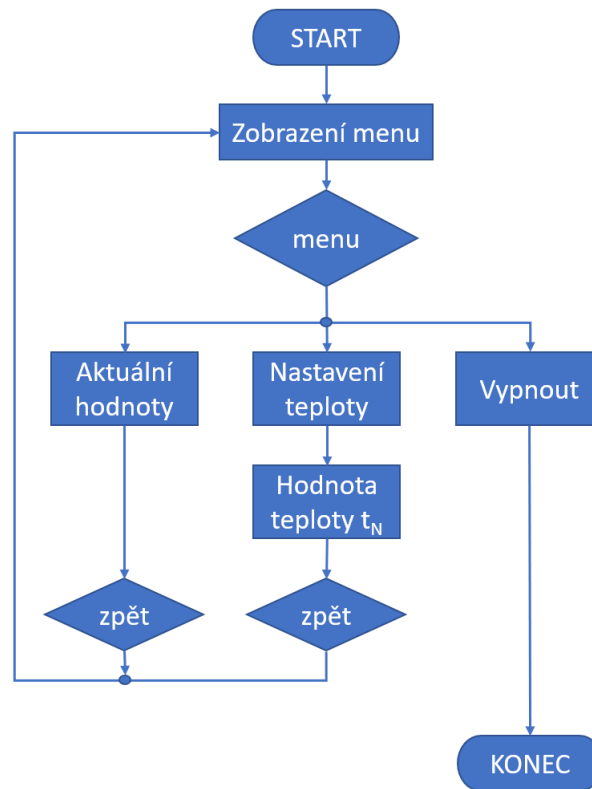 START
Zobrazení menu
menu
Aktuální
hodnoty
Nastavení
teploty
Vypnout
Hodnota
teploty tN
zpět
zpět
KONEC